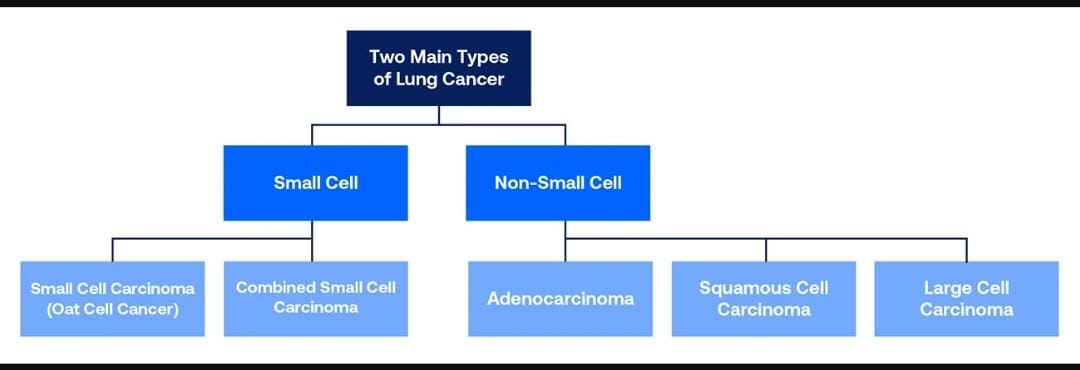 Two Main Types
of Lung Cancer
Small Cell
Non-Small Cell
Small Cell Carcinoma
(Oat Cell Cancer)
Combined Small Cell
Carcinoma
Adenocarcinoma
Squamous Cell
Carcinoma
Large Cell
Carcinoma